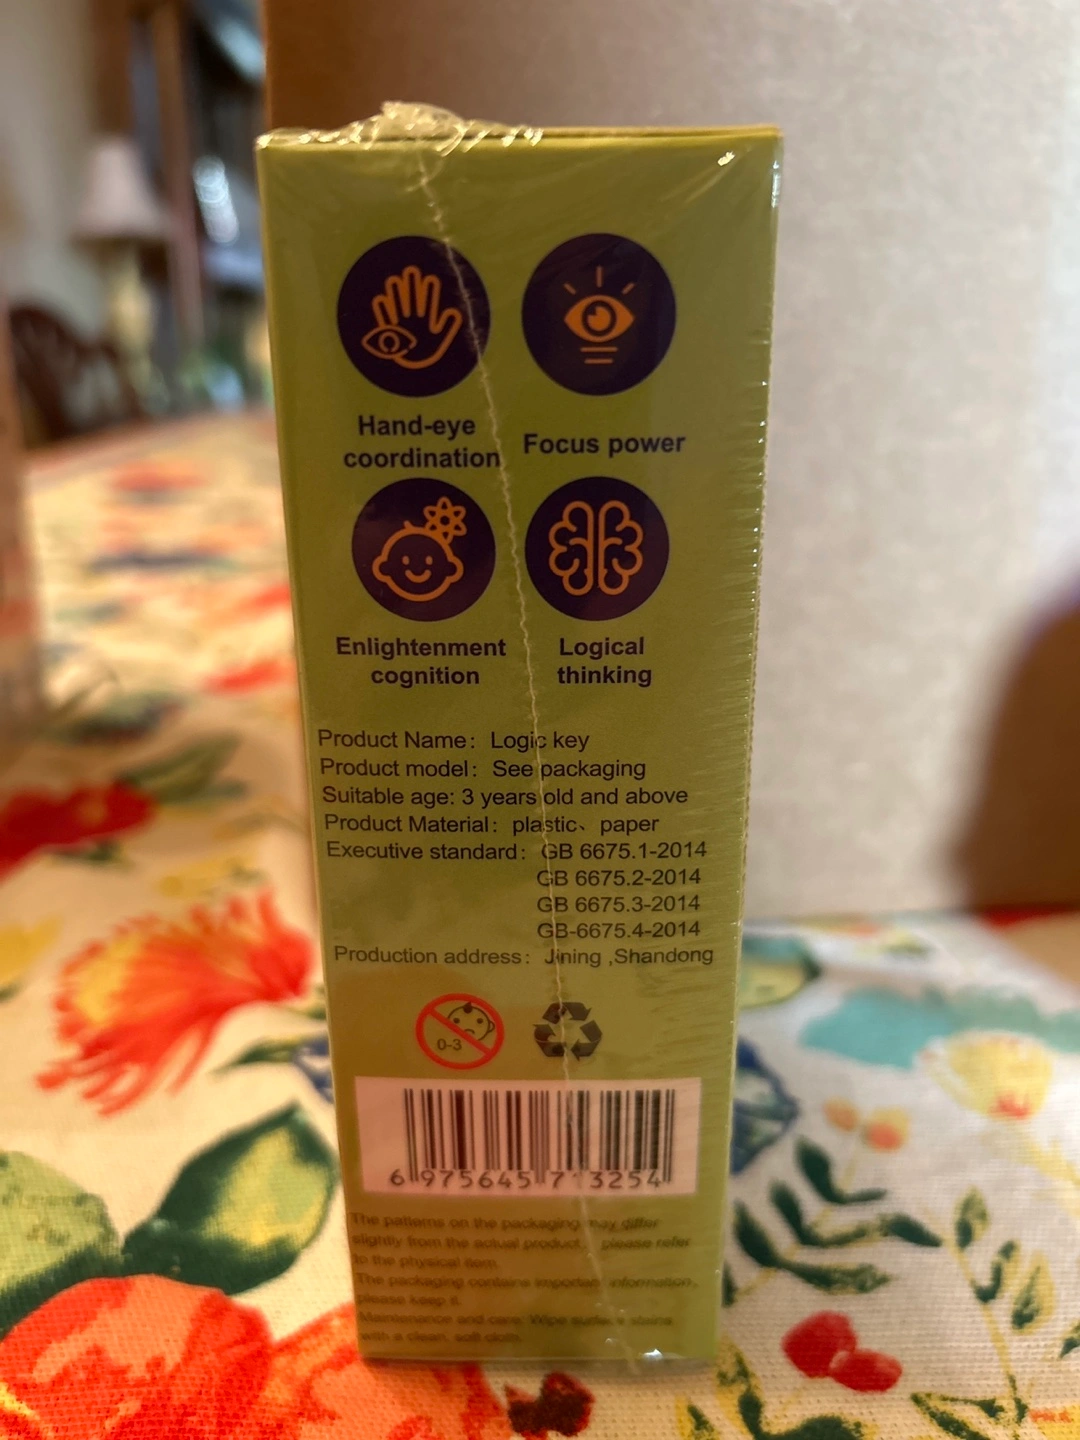 Hand-eye
coordination
Focus power
Enlightenment
cognition
Logical
thinking
Product Name: Logic key
Product model: See packaging
Suitable age: 3 years old and above
Product Material: plastic、paper
Executive standard: GB 6675.1-2014
GB 6675.2-2014
GB 6675.3-2014
GB-6675.4-2014
Production address: Jining ,Shandong
0-3
6 975645 713254
The patterns on the packaging may differ
slightly from the actual product, please refer
to the physical item.
The packaging contains important information,
please keep it.
Maintenance and care: Wipe surface stains
with a clean, soft cloth.